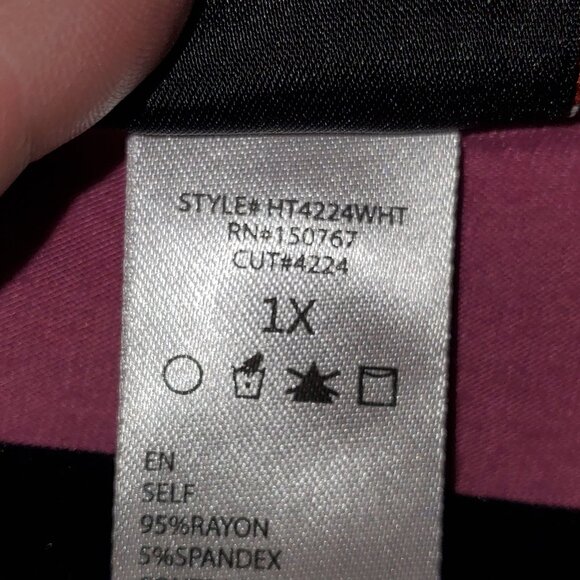 STYLE# HT4224WHT
RN#150767
CUT#4224
1X
EN
SELF
95%RAYON
5%SPANDEX